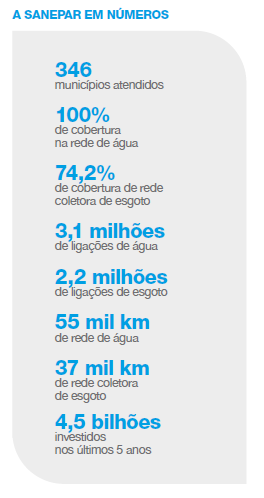 A SANEPAR EM NÚMEROS
346
municípios atendidos
100%
de cobertura
na rede de água
74,2%
de cobertura de rede
coletora de esgoto
3,1 milhões
de ligações de água
2,2 milhões
de ligações de esgoto
55 mil km
de rede de água
37 mil km
de rede coletora
de esgoto
4,5 bilhões
investidos
nos últimos 5 anos